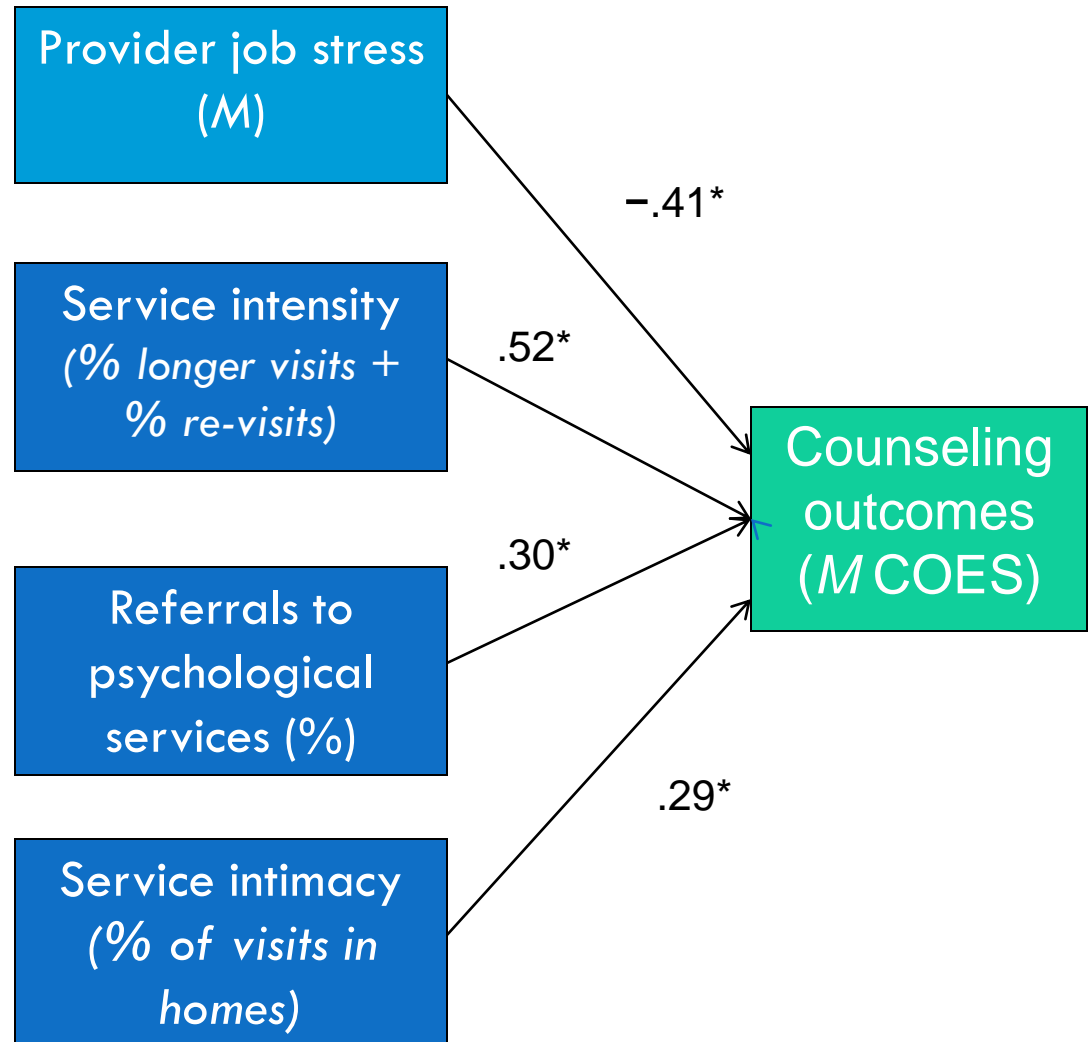 Provider job stress
(M)
−.41*
Service intensity
(% longer visits +
% re-visits)
.52*
Counseling
outcomes
(M COES)
.30*
Referrals to
psychological
services (%)
.29*
Service intimacy
(% of visits in
homes)